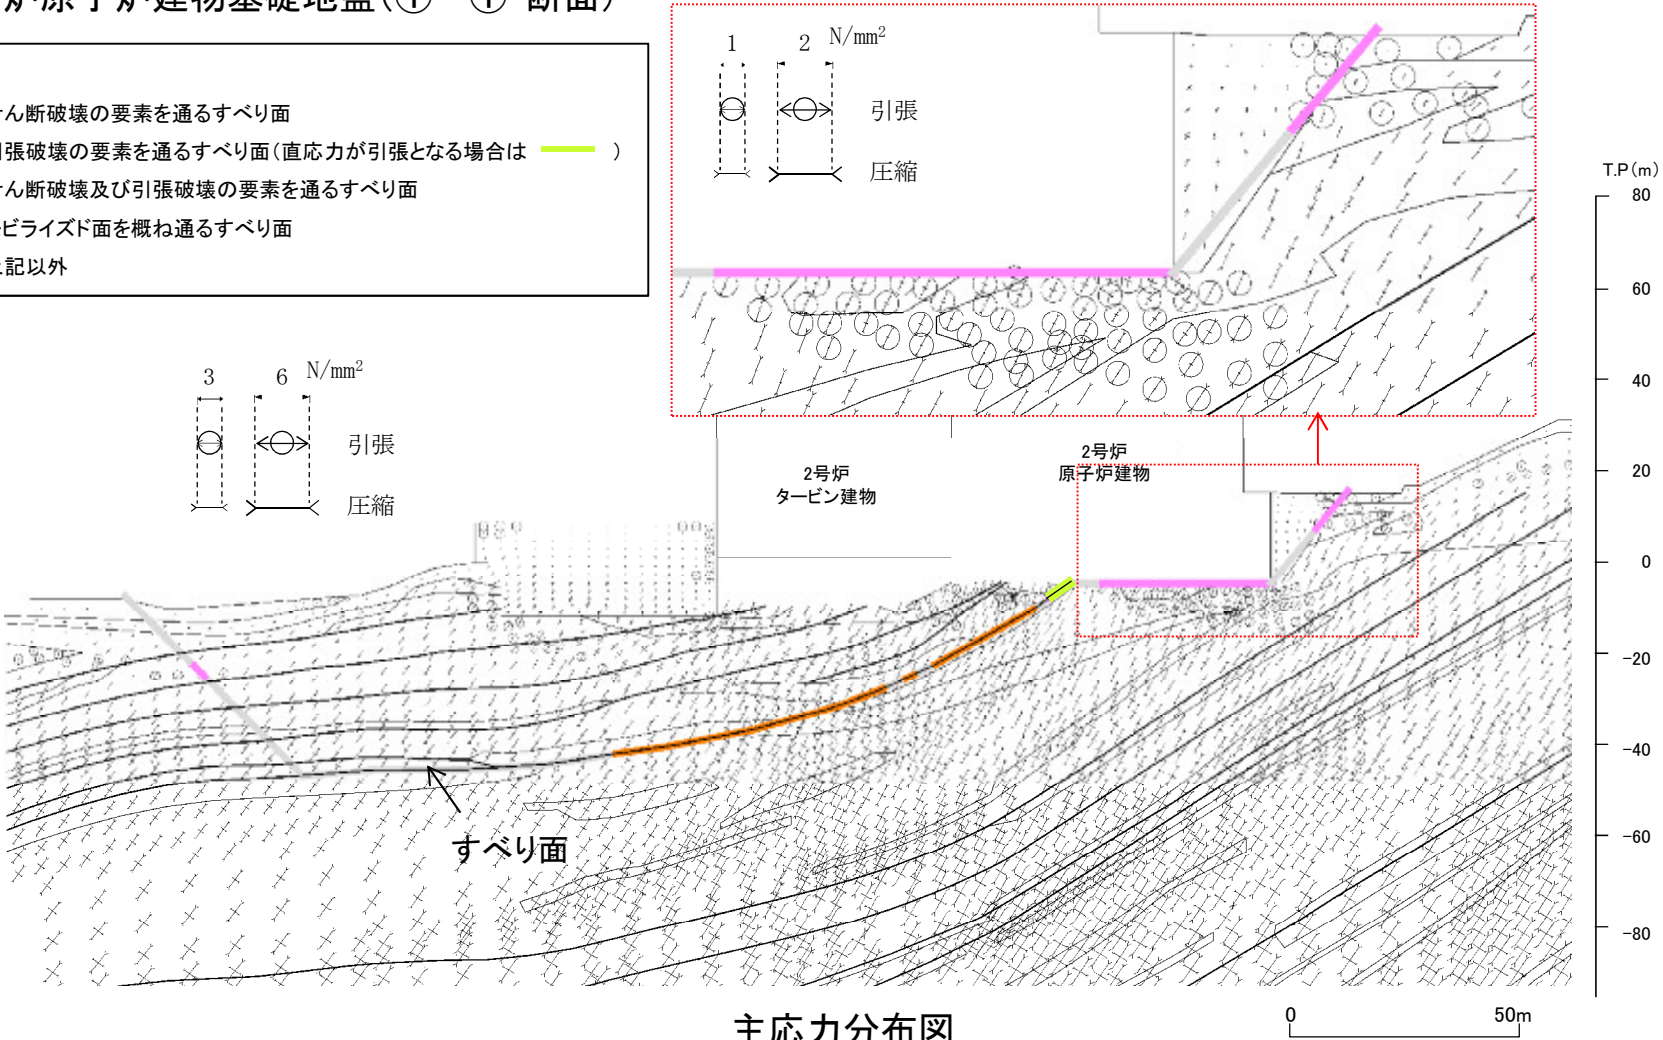 炉原子炉建物基礎地盤(①－①'断面)
せん断破壊の要素を通るすべり面
引張破壊の要素を通るすべり面(直応力が引張となる場合は )
せん断破壊及び引張破壊の要素を通るすべり面
モビライズド面を概ね通るすべり面
上記以外
1 2 N/mm²
引張
圧縮
3 6 N/mm²
引張
圧縮
T.P(m)
80
60
40
20
0
-20
-40
-60
-80
2号炉
タービン建物
2号炉
原子炉建物
すべり面
主応力分布図
0 50m